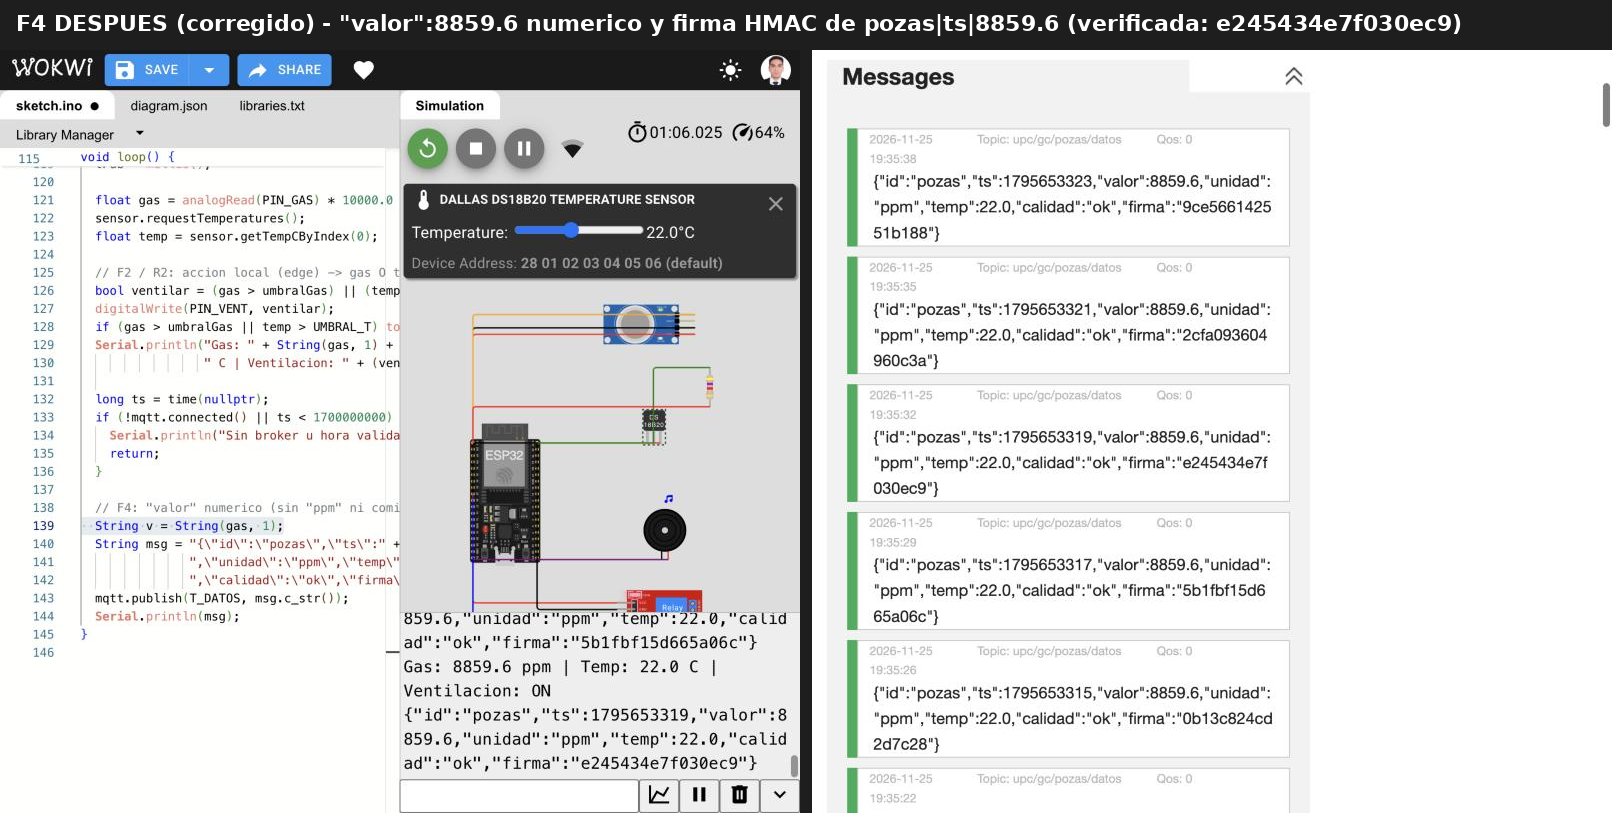 F4 DESPUES (corregido) - "valor":8859.6 numerico y firma HMAC de pozas|ts|8859.6 (verificada: e245434e7f030ec9)
WOKWI SAVE SHARE
sketch.ino ● diagram.json libraries.txt
Library Manager
115 void loop() {
120
121 float gas = analogRead(PIN_GAS) * 10000.0
122 sensor.requestTemperatures();
123 float temp = sensor.getTempCByIndex(0);
124
125 // F2 / R2: accion local (edge) -> gas O t
126 bool ventilar = (gas > umbralGas) || (temp
127 digitalWrite(PIN_VENT, ventilar);
128 if (gas > umbralGas || temp > UMBRAL_T) to
129 Serial.println("Gas: " + String(gas, 1) +
130 " C | Ventilacion: " + (ven
131
132 long ts = time(nullptr);
133 if (!mqtt.connected() || ts < 1700000000)
134 Serial.println("Sin broker u hora valida
135 return;
136 }
137
138 // F4: "valor" numerico (sin "ppm" ni comi
139 String v = String(gas, 1);
140 String msg = "{\"id\":\"pozas\",\"ts\":" +
141 ",\"unidad\":\"ppm\",\"temp\"
142 ",\"calidad\":\"ok\",\"firma\
143 mqtt.publish(T_DATOS, msg.c_str());
144 Serial.println(msg);
145 }
146
Simulation
01:06.025 64%
DALLAS DS18B20 TEMPERATURE SENSOR
Temperature: 22.0°C
Device Address: 28 01 02 03 04 05 06 (default)
DS
18B20
ESP32
Relay
859.6,"unidad":"ppm","temp":22.0,"calid
ad":"ok","firma":"5b1fbf15d665a06c"}
Gas: 8859.6 ppm | Temp: 22.0 C |
Ventilacion: ON
{"id":"pozas","ts":1795653319,"valor":8
859.6,"unidad":"ppm","temp":22.0,"calid
ad":"ok","firma":"e245434e7f030ec9"}
Messages
2026-11-25 Topic: upc/gc/pozas/datos Qos: 0
19:35:38
{"id":"pozas","ts":1795653323,"valor":8859.6,"unidad":
"ppm","temp":22.0,"calidad":"ok","firma":"9ce5661425
51b188"}
2026-11-25 Topic: upc/gc/pozas/datos Qos: 0
19:35:35
{"id":"pozas","ts":1795653321,"valor":8859.6,"unidad":
"ppm","temp":22.0,"calidad":"ok","firma":"2cfa093604
960c3a"}
2026-11-25 Topic: upc/gc/pozas/datos Qos: 0
19:35:32
{"id":"pozas","ts":1795653319,"valor":8859.6,"unidad":
"ppm","temp":22.0,"calidad":"ok","firma":"e245434e7f
030ec9"}
2026-11-25 Topic: upc/gc/pozas/datos Qos: 0
19:35:29
{"id":"pozas","ts":1795653317,"valor":8859.6,"unidad":
"ppm","temp":22.0,"calidad":"ok","firma":"5b1fbf15d6
65a06c"}
2026-11-25 Topic: upc/gc/pozas/datos Qos: 0
19:35:26
{"id":"pozas","ts":1795653315,"valor":8859.6,"unidad":
"ppm","temp":22.0,"calidad":"ok","firma":"0b13c824cd
2d7c28"}
2026-11-25 Topic: upc/gc/pozas/datos Qos: 0
19:35:22